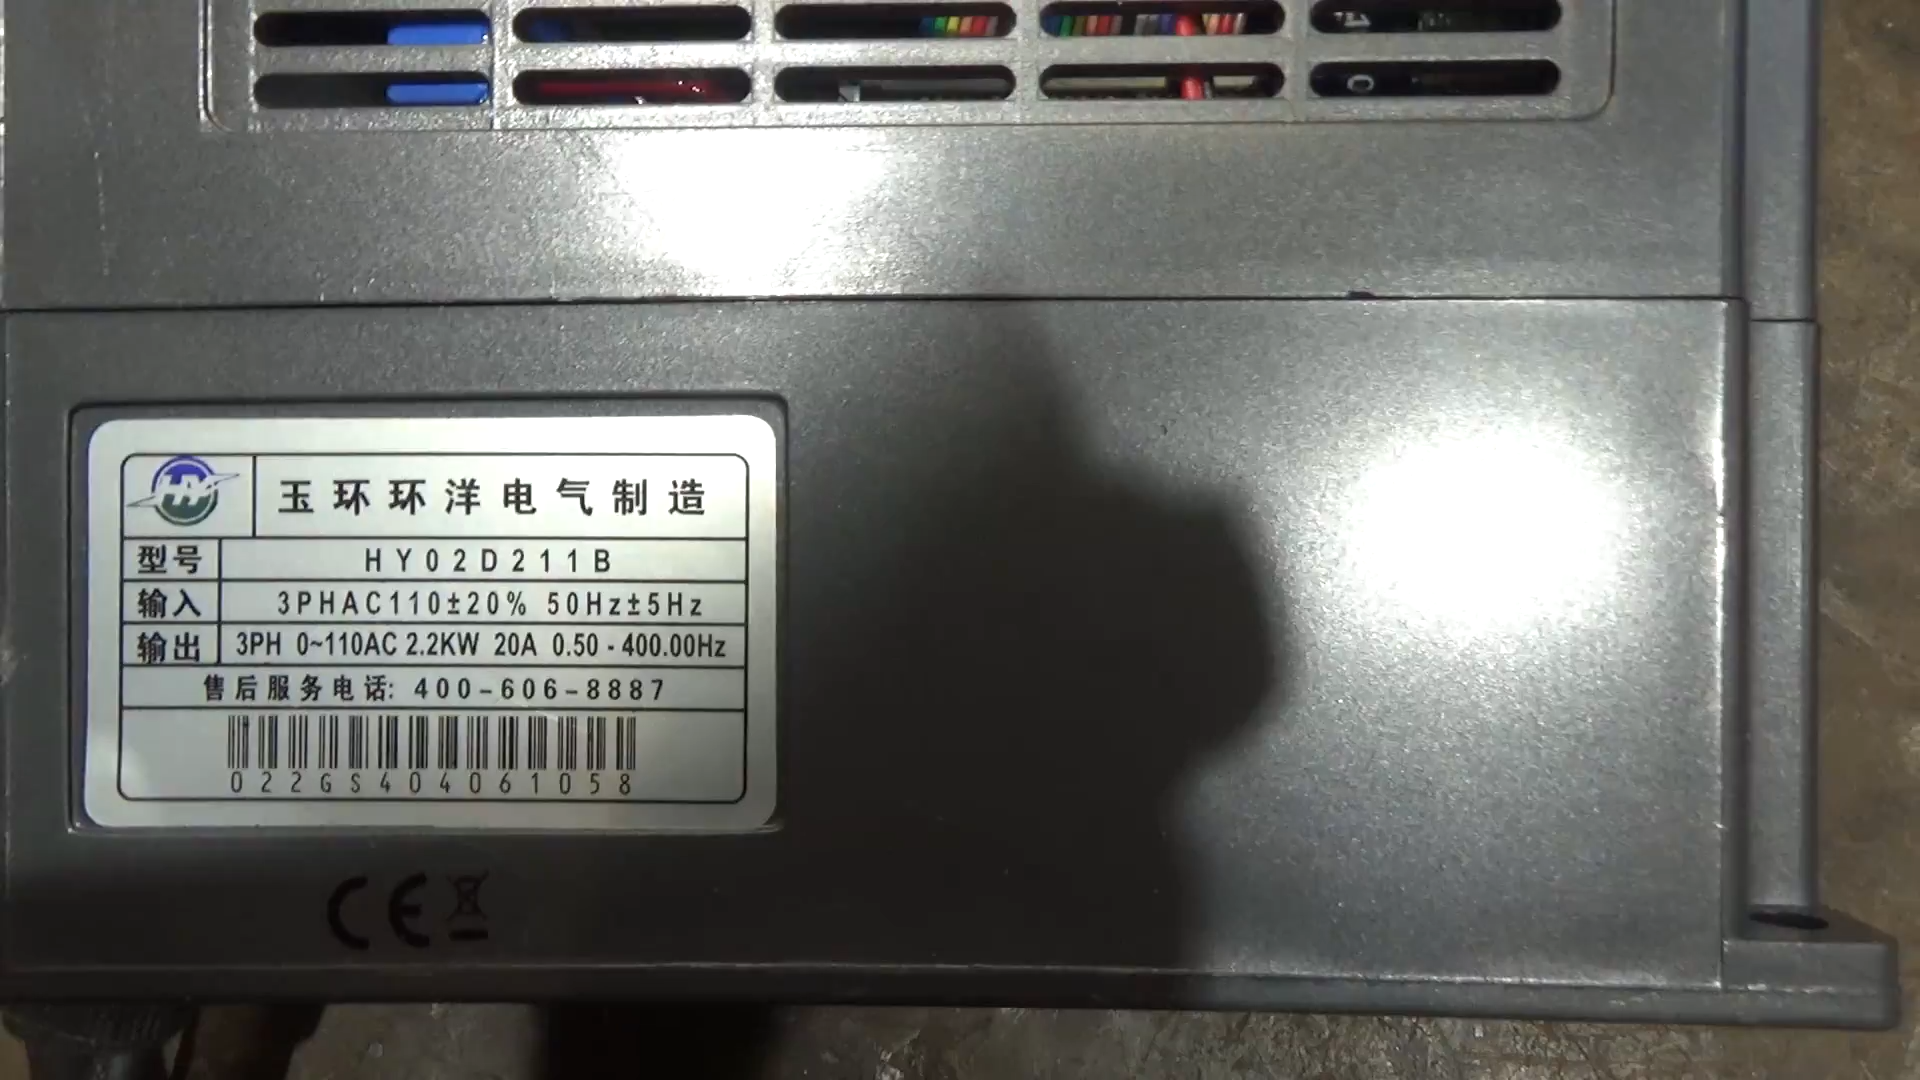 HY
玉环环洋电气制造
型号 HY02D211B
输入 3PHAC110±20% 50Hz±5Hz
输出 3PH 0~110AC 2.2KW 20A 0.50-400.00Hz
售后服务电话: 400-606-8887
022GS404061058
CE